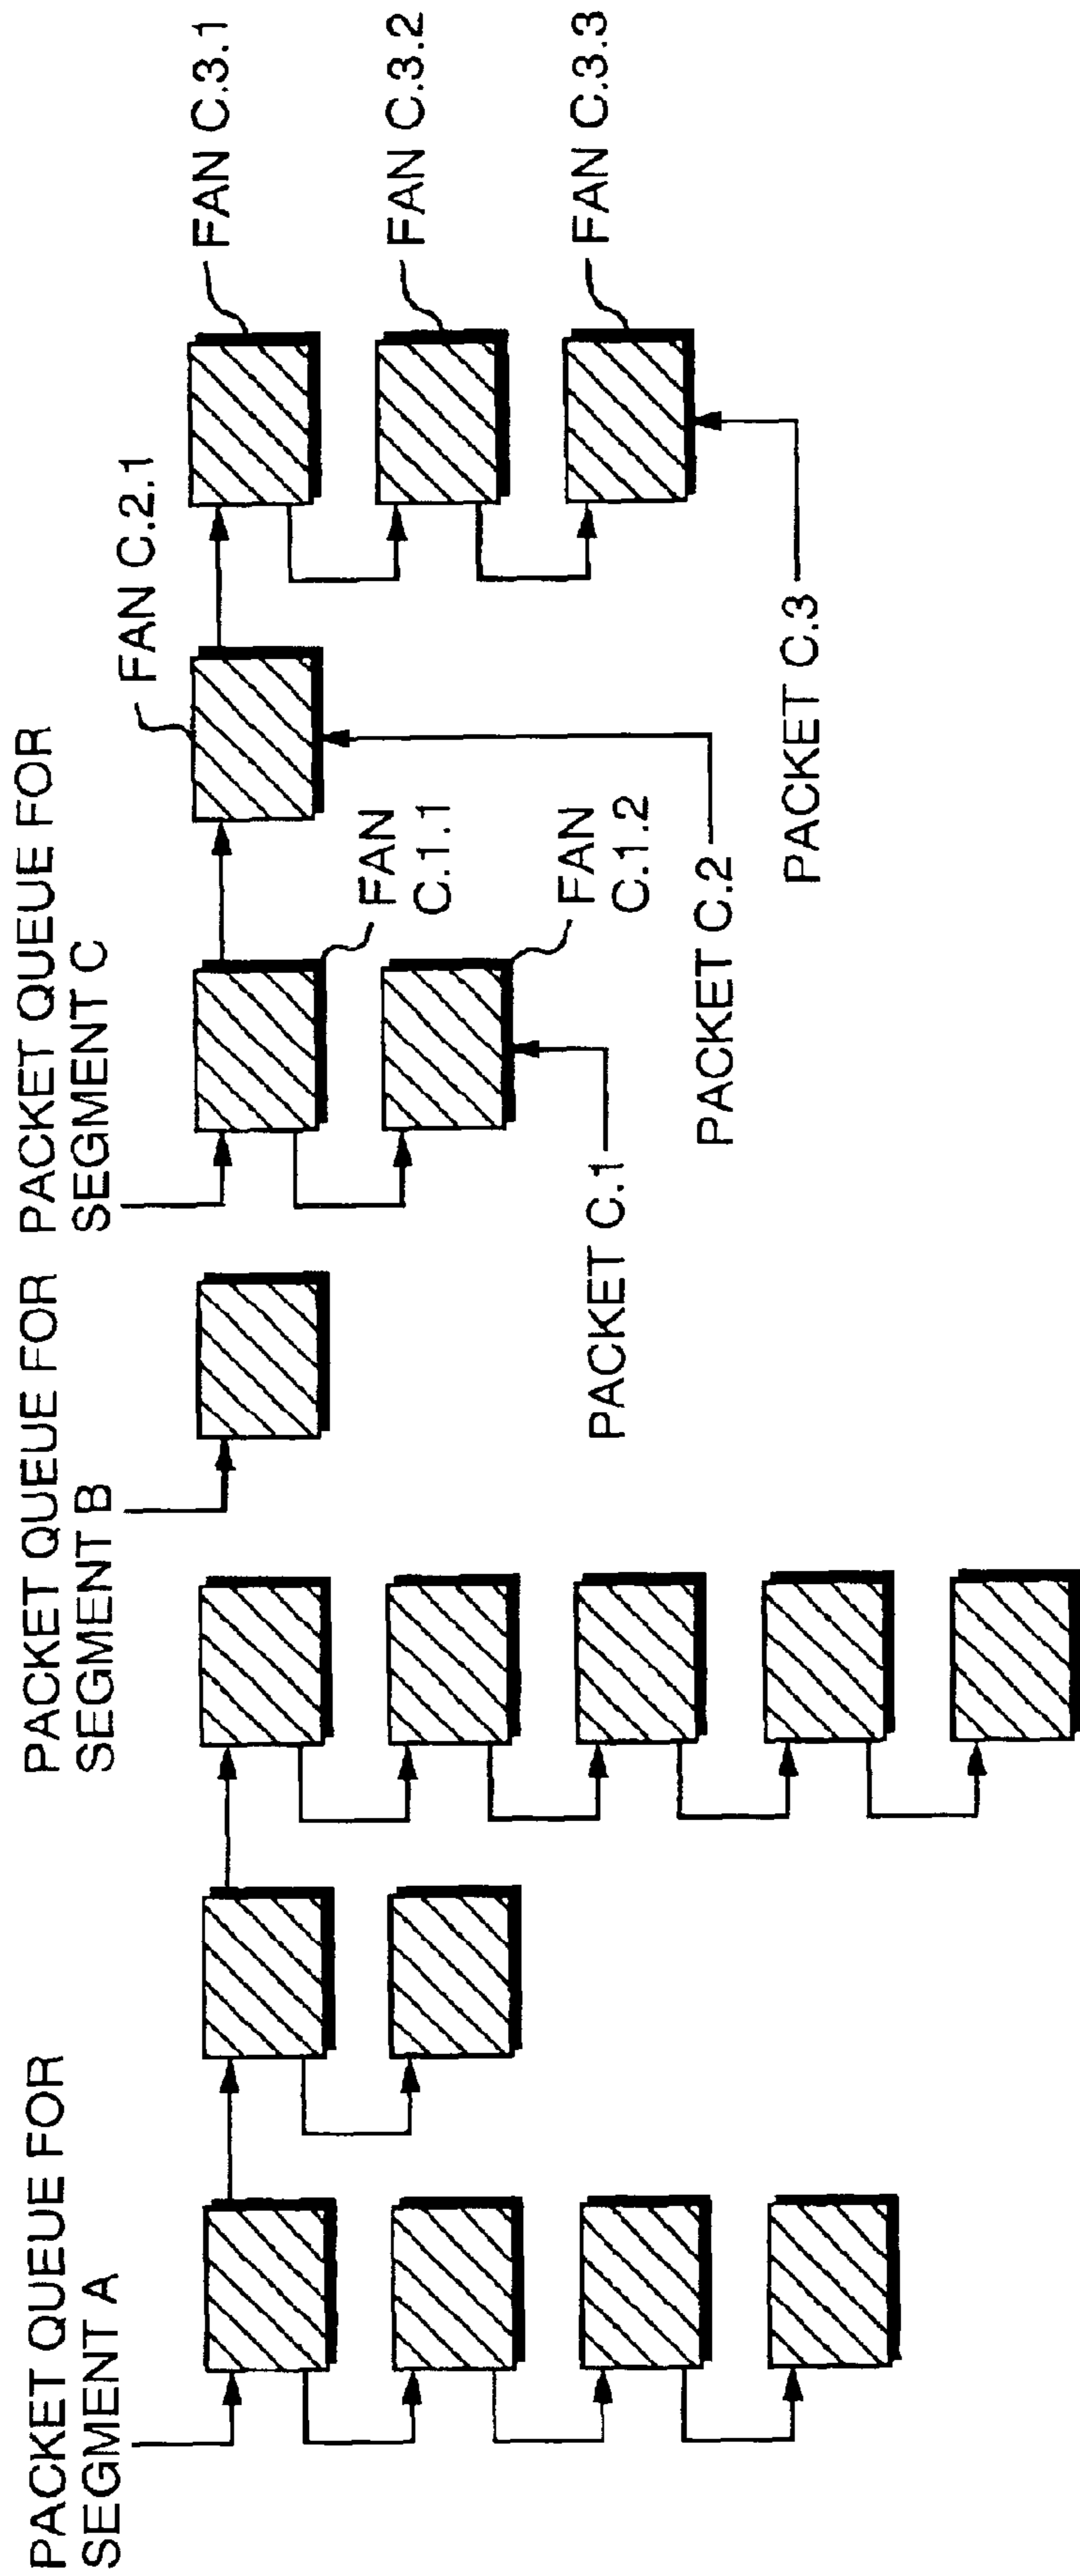 PACKET QUEUE FOR
SEGMENT A
PACKET QUEUE FOR
SEGMENT B
PACKET QUEUE FOR
SEGMENT C
FAN C.2.1
FAN C.3.1
FAN C.3.2
FAN C.3.3
FAN
C.1.1
FAN
C.1.2
PACKET C.1
PACKET C.2
PACKET C.3